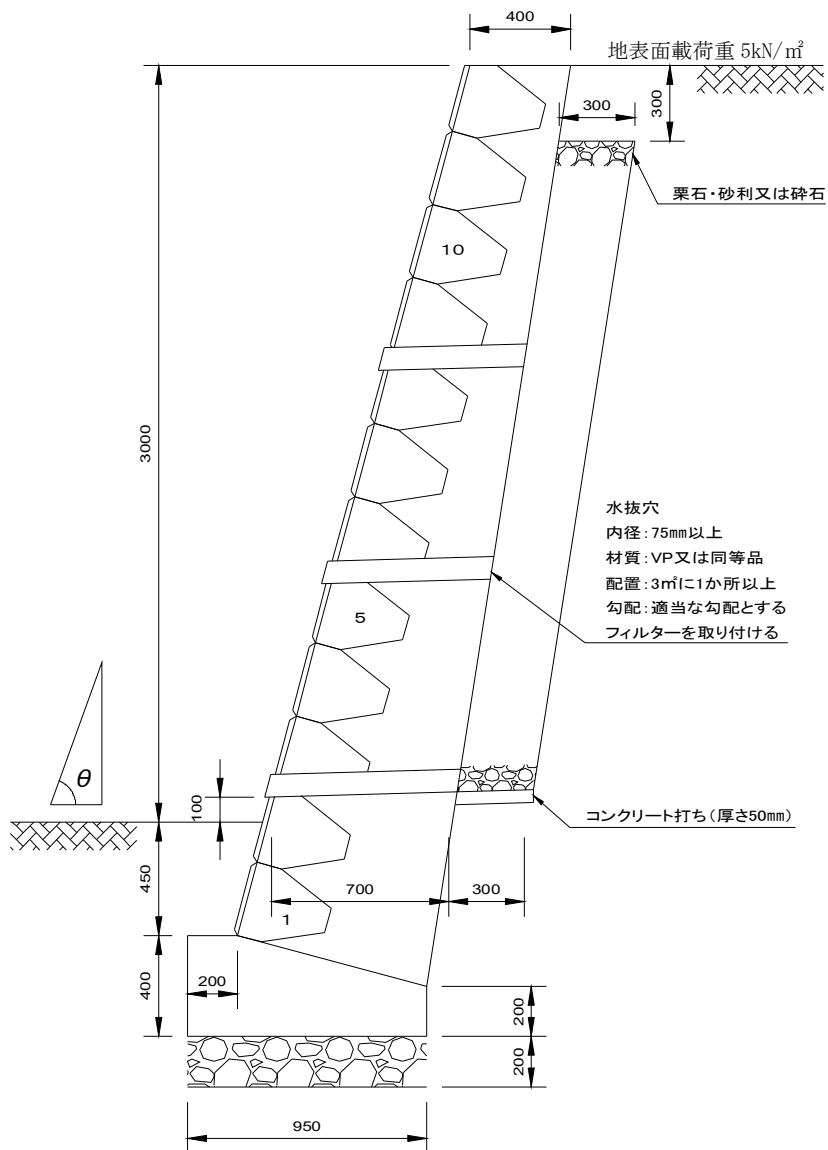 400
地表面載荷重 5kN/㎡
300
300
栗石・砂利又は砕石
10
3000
水抜穴
内径：75mm以上
材質：VP又は同等品
配置：3㎡に1か所以上
勾配：適当な勾配とする
フィルターを取り付ける
5
θ
100
コンクリート打ち（厚さ50mm）
450
700
300
1
400
200
200
200
950